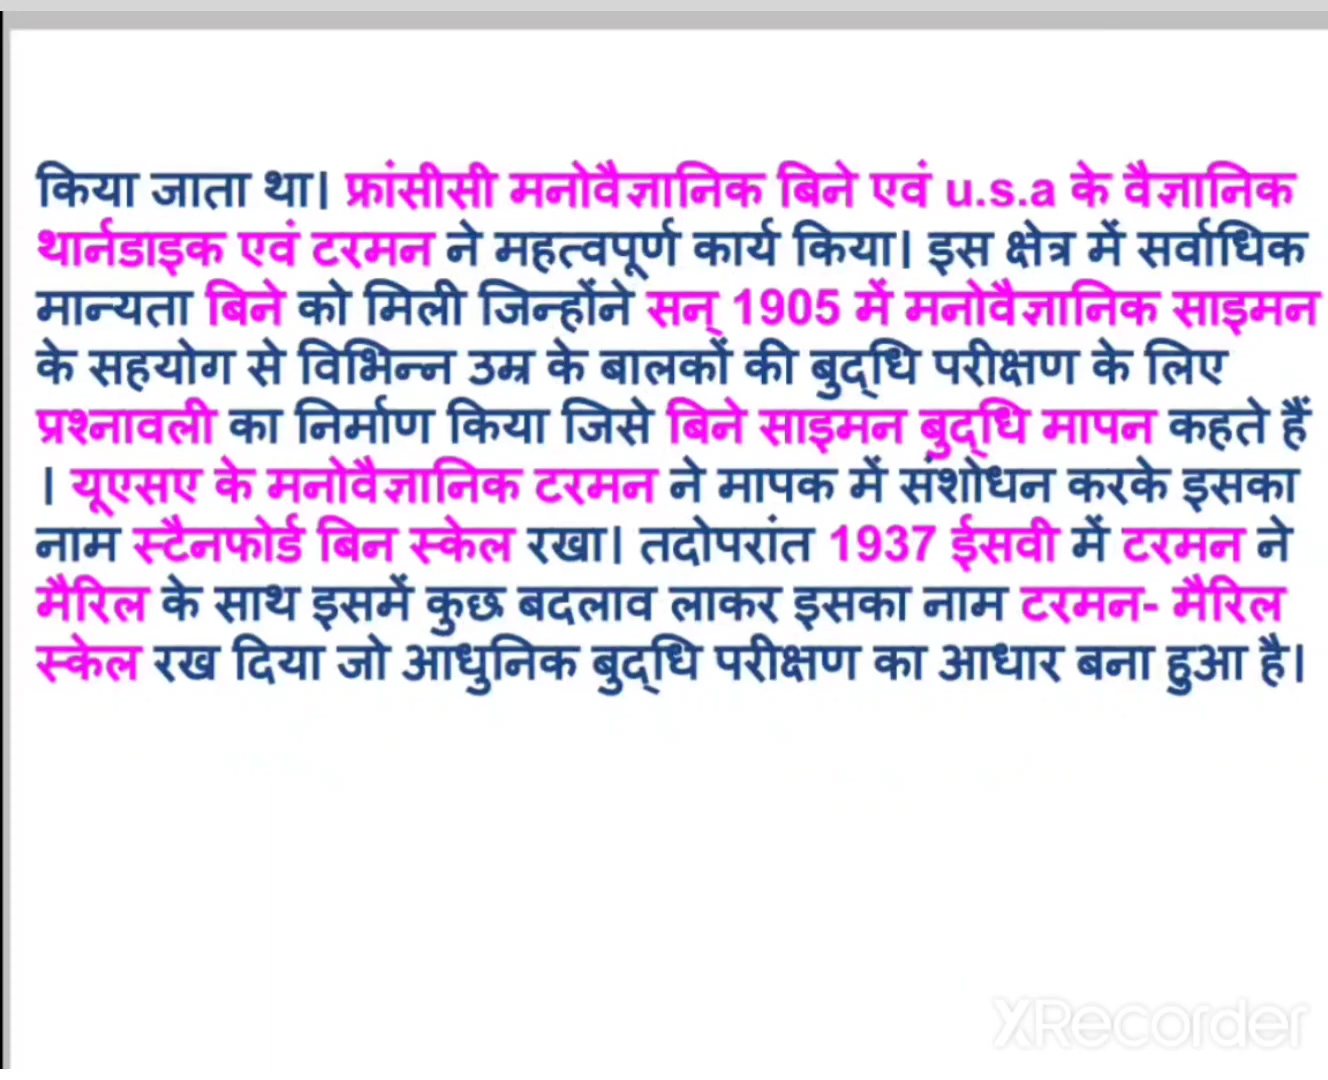 किया जाता था| फ्रांसीसी मनोवैज्ञानिक बिने एवं u.s.a के वैज्ञानिक
थार्नडाइक एवं टरमन ने महत्वपूर्ण कार्य किया| इस क्षेत्र में सर्वाधिक
मान्यता बिने को मिली जिन्होंने सन् 1905 में मनोवैज्ञानिक साइमन
के सहयोग से विभिन्न उम्र के बालकों की बुद्धि परीक्षण के लिए
प्रश्नावली का निर्माण किया जिसे बिने साइमन बुद्धि मापन कहते हैं
| यूएसए के मनोवैज्ञानिक टरमन ने मापक में संशोधन करके इसका
नाम स्टैनफोर्ड बिन स्केल रखा| तदोपरांत 1937 ईसवी में टरमन ने
मैरिल के साथ इसमें कुछ बदलाव लाकर इसका नाम टरमन- मैरिल
स्केल रख दिया जो आधुनिक बुद्धि परीक्षण का आधार बना हुआ है।
XRecorder